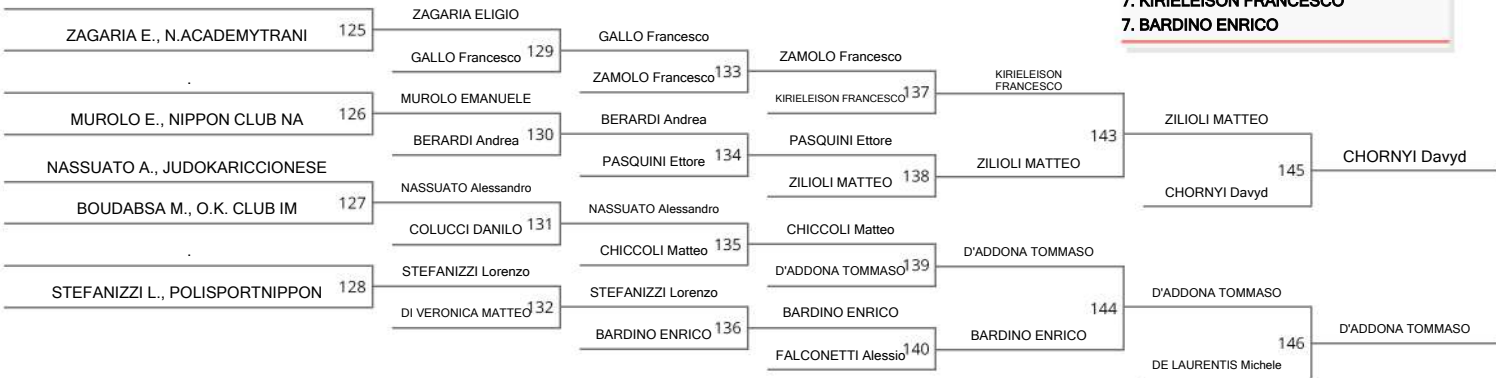 7. KIRIELEISON FRANCESCO
7. BARDINO ENRICO
ZAGARIA E., N.ACADEMYTRANI
125
.
MUROLO E., NIPPON CLUB NA
126
NASSUATO A., JUDOKARICCIONESE
BOUDABSA M., O.K. CLUB IM
127
.
STEFANIZZI L., POLISPORTNIPPON
128
ZAGARIA ELIGIO
GALLO Francesco
129
MUROLO EMANUELE
BERARDI Andrea
130
NASSUATO Alessandro
COLUCCI DANILO
131
STEFANIZZI Lorenzo
DI VERONICA MATTEO
132
GALLO Francesco
ZAMOLO Francesco
133
BERARDI Andrea
PASQUINI Ettore
134
NASSUATO Alessandro
CHICCOLI Matteo
135
STEFANIZZI Lorenzo
BARDINO ENRICO
136
ZAMOLO Francesco
KIRIELEISON FRANCESCO
137
PASQUINI Ettore
ZILIOLI MATTEO
138
CHICCOLI Matteo
D'ADDONA TOMMASO
139
BARDINO ENRICO
FALCONETTI Alessio
140
KIRIELEISON
FRANCESCO
143
ZILIOLI MATTEO
D'ADDONA TOMMASO
144
BARDINO ENRICO
ZILIOLI MATTEO
145
CHORNYI Davyd
D'ADDONA TOMMASO
146
DE LAURENTIS Michele
CHORNYI Davyd
D'ADDONA TOMMASO